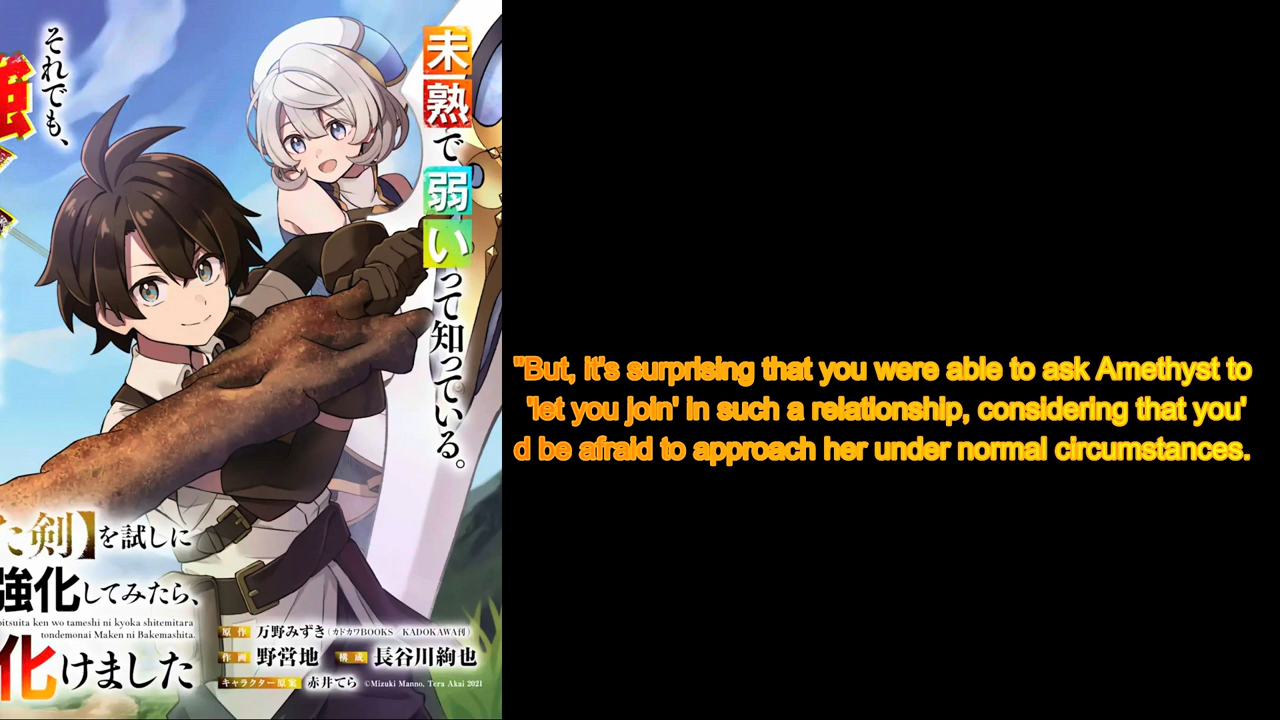 未熟で弱いって知っている。
それでも、
強
た剣】を試しに
強化してみたら、
bitsuita ken wo tameshi ni kyoka shitemitara
tondemonai Maken ni Bakemashita.
化けました
原作 万野みずき（カドカワBOOKS／KADOKAWA刊）
作画 野営地 構成 長谷川絢也
キャラクター原案 赤井てら ©Mizuki Manno, Tera Akai 2021
"But, it's surprising that you were able to ask Amethyst to
'let you join' in such a relationship, considering that you'
d be afraid to approach her under normal circumstances.